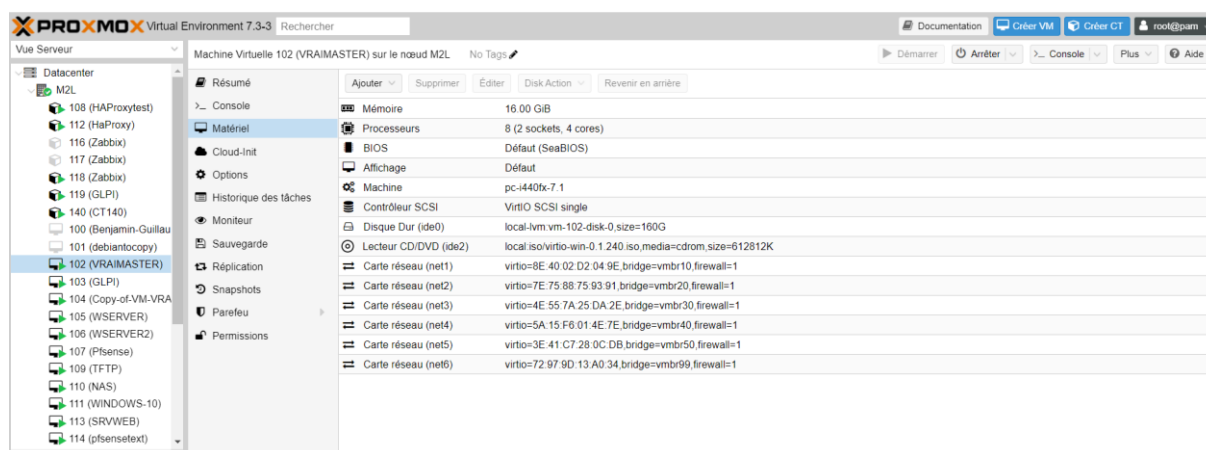 PROXMOX Virtual Environment 7.3-3 Rechercher Documentation Créer VM Créer CT root@pam
Vue Serveur
Machine Virtuelle 102 (VRAIMASTER) sur le nœud M2L No Tags Démarrer Arrêter Console Plus Aide
Datacenter
M2L
108 (HAProxytest)
112 (HaProxy)
116 (Zabbix)
117 (Zabbix)
118 (Zabbix)
119 (GLPI)
140 (CT140)
100 (Benjamin-Guillau
101 (debiantocopy)
102 (VRAIMASTER)
103 (GLPI)
104 (Copy-of-VM-VRA
105 (WSERVER)
106 (WSERVER2)
107 (Pfsense)
109 (TFTP)
110 (NAS)
111 (WINDOWS-10)
113 (SRVWEB)
114 (pfsensetext)
Résumé
Console
Matériel
Cloud-Init
Options
Historique des tâches
Moniteur
Sauvegarde
Réplication
Snapshots
Parefeu
Permissions
Ajouter Supprimer Éditer Disk Action Revenir en arrière
Mémoire 16.00 GiB
Processeurs 8 (2 sockets, 4 cores)
BIOS Défaut (SeaBIOS)
Affichage Défaut
Machine pc-i440fx-7.1
Contrôleur SCSI VirtIO SCSI single
Disque Dur (ide0) local-lvm:vm-102-disk-0,size=160G
Lecteur CD/DVD (ide2) local:iso/virtio-win-0.1.240.iso,media=cdrom,size=612812K
Carte réseau (net1) virtio=8E:40:02:D2:04:9E,bridge=vmbr10,firewall=1
Carte réseau (net2) virtio=7E:75:88:75:93:91,bridge=vmbr20,firewall=1
Carte réseau (net3) virtio=4E:55:7A:25:DA:2E,bridge=vmbr30,firewall=1
Carte réseau (net4) virtio=5A:15:F6:01:4E:7E,bridge=vmbr40,firewall=1
Carte réseau (net5) virtio=3E:41:C7:28:0C:DB,bridge=vmbr50,firewall=1
Carte réseau (net6) virtio=72:97:9D:13:A0:34,bridge=vmbr99,firewall=1